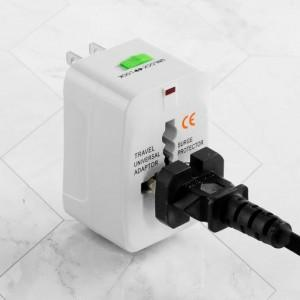 CE
TRAVEL
UNIVERSAL
ADAPTOR
SURGE
PROTECTOR